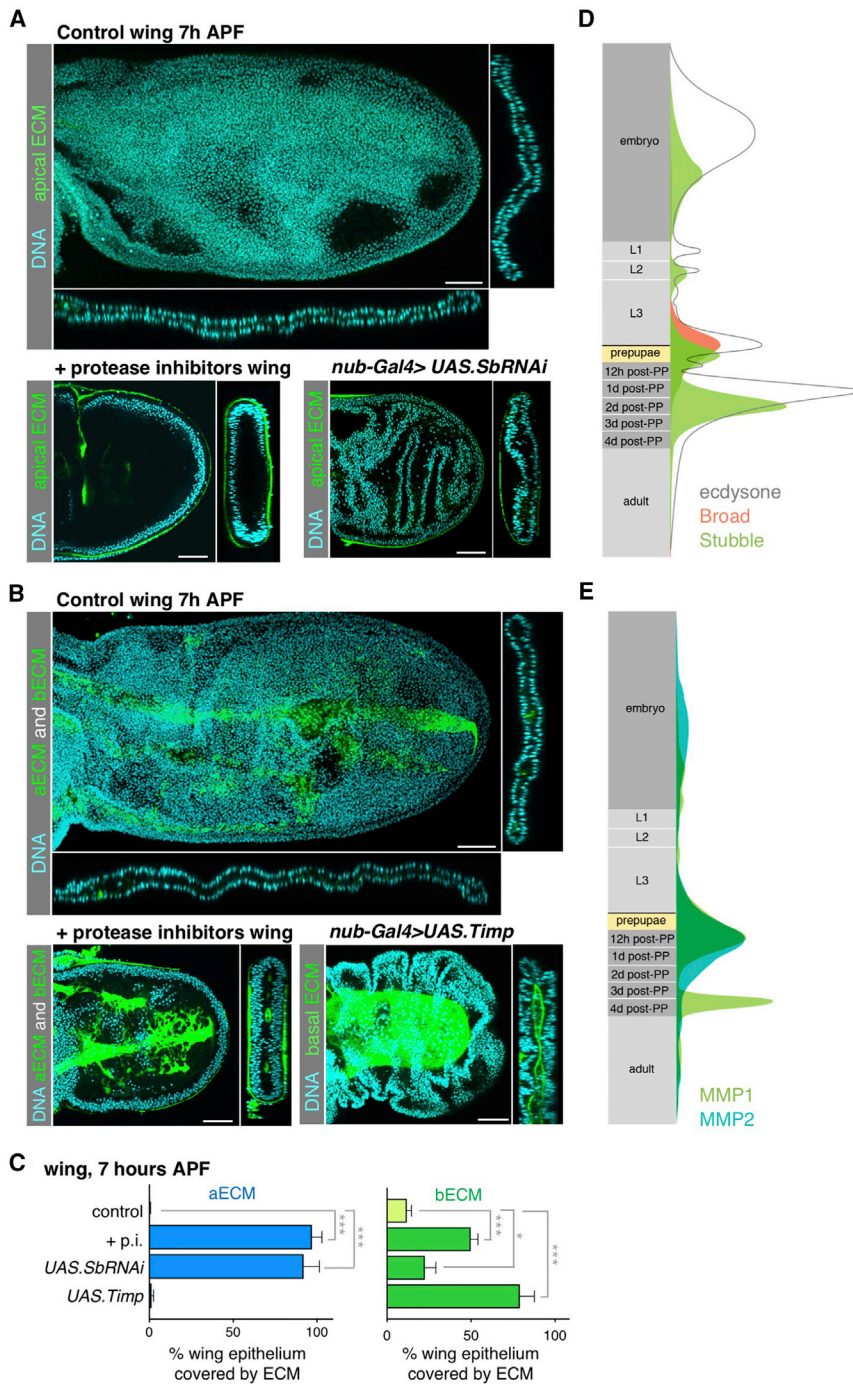 A
Control wing 7h APF
DNA apical ECM
+ protease inhibitors wing
DNA apical ECM
nub-Gal4> UAS.SbRNAi
DNA apical ECM
B
Control wing 7h APF
DNA aECM and bECM
+ protease inhibitors wing
DNA aECM and bECM
nub-Gal4>UAS.Timp
DNA basal ECM
C
wing, 7 hours APF
aECM
control
+ p.i.
UAS.SbRNAi
UAS.Timp
***
***
0
50
100
% wing epithelium
covered by ECM
bECM
***
*
***
0
50
100
% wing epithelium
covered by ECM
D
embryo
L1
L2
L3
prepupae
12h post-PP
1d post-PP
2d post-PP
3d post-PP
4d post-PP
adult
ecdysone
Broad
Stubble
E
embryo
L1
L2
L3
prepupae
12h post-PP
1d post-PP
2d post-PP
3d post-PP
4d post-PP
adult
MMP1
MMP2